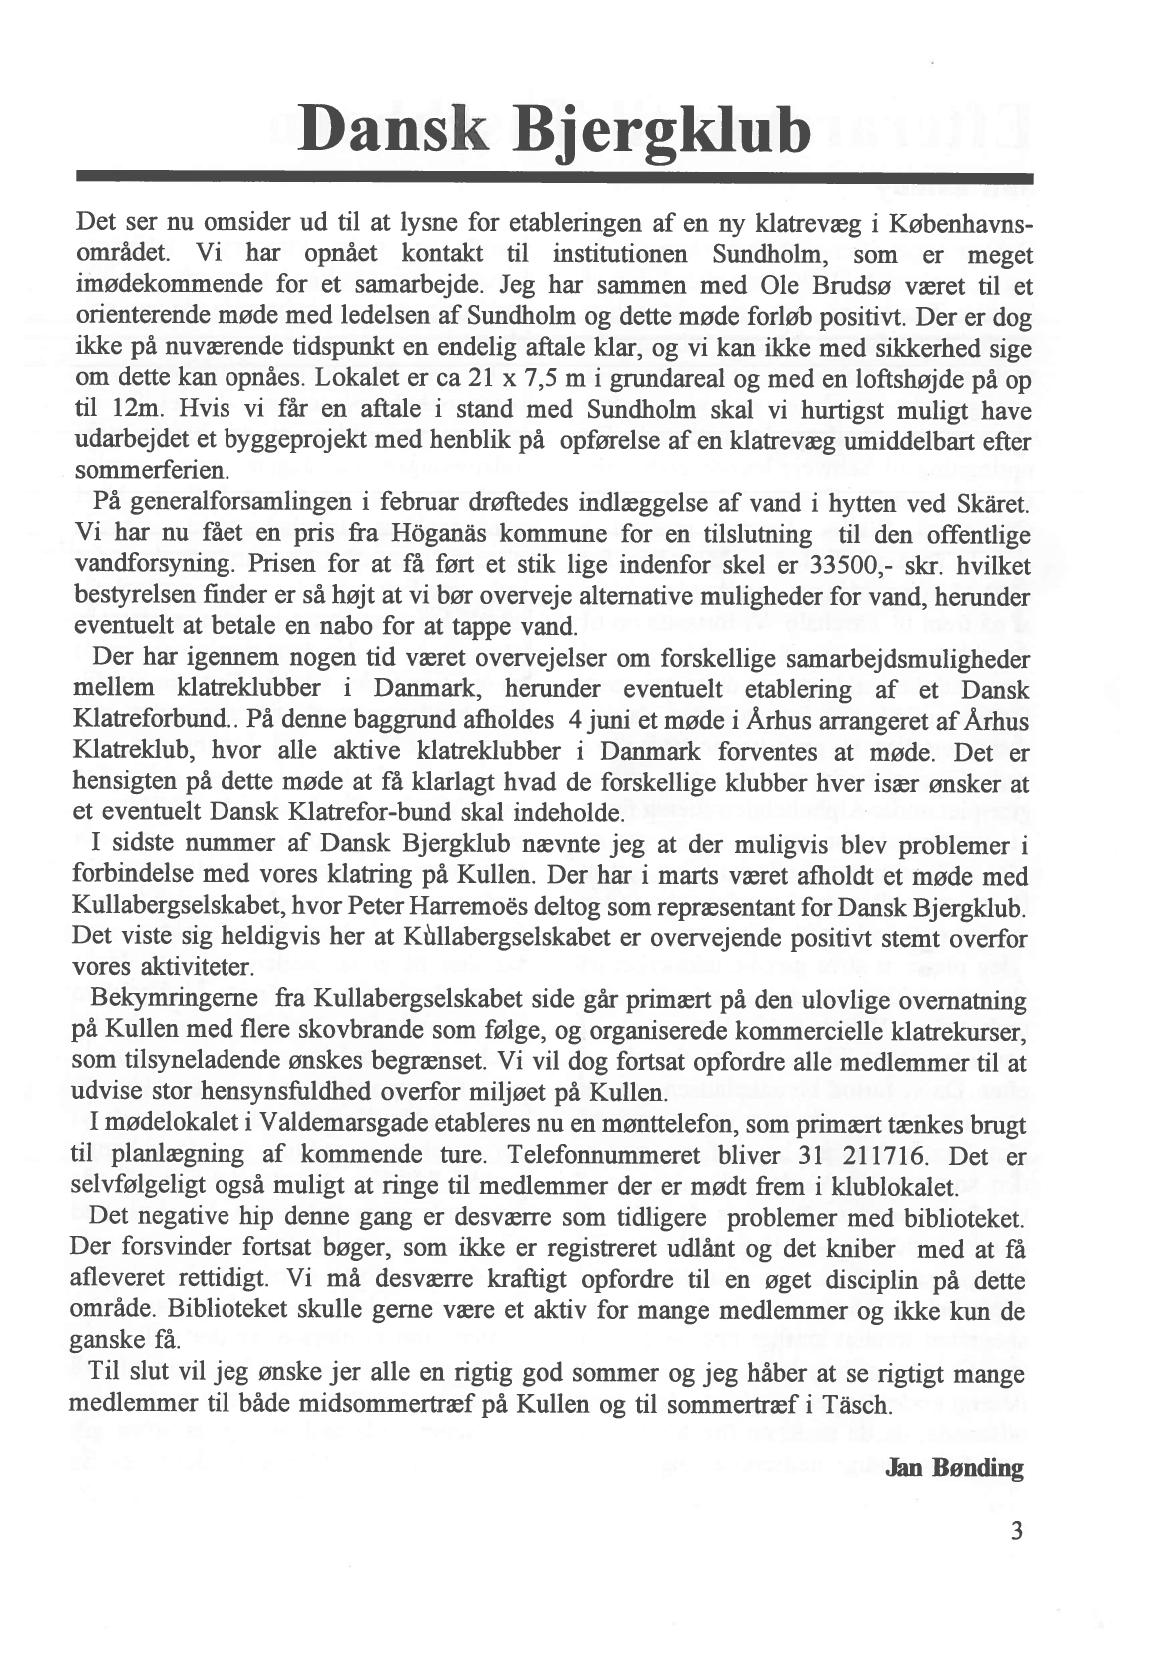 Dansk Bjergklub
Det ser nu omsider ud til at lysne for etableringen af en ny klatrevæg i Københavns-
området. Vi har opnået kontakt til institutionen Sundholm, som er meget
imødekommende for et samarbejde. Jeg har sammen med Ole Brudsø været til et
orienterende møde med ledelsen af Sundholm og dette møde forløb positivt. Der er dog
ikke på nuværende tidspunkt en endelig aftale klar, og vi kan ikke med sikkerhed sige
om dette kan opnåes. Lokalet er ca 21 x 7,5 m i grundareal og med en loftshøjde på op
til 12m. Hvis vi får en aftale i stand med Sundholm skal vi hurtigst muligt have
udarbejdet et byggeprojekt med henblik på opførelse af en klatrevæg umiddelbart efter
sommerferien.
På generalforsamlingen i februar drøftedes indlæggelse af vand i hytten ved Skäret.
Vi har nu fået en pris fra Höganäs kommune for en tilslutning til den offentlige
vandforsyning. Prisen for at få ført et stik lige indenfor skel er 33500,- skr. hvilket
bestyrelsen finder er så højt at vi bør overveje alternative muligheder for vand, herunder
eventuelt at betale en nabo for at tappe vand.
Der har igennem nogen tid været overvejelser om forskellige samarbejdsmuligheder
mellem klatreklubber i Danmark, herunder eventuelt etablering af et Dansk
Klatreforbund.. På denne baggrund afholdes 4 juni et møde i Århus arrangeret af Århus
Klatreklub, hvor alle aktive klatreklubber i Danmark forventes at møde. Det er
hensigten på dette møde at få klarlagt hvad de forskellige klubber hver især ønsker at
et eventuelt Dansk Klatrefor-bund skal indeholde.
I sidste nummer af Dansk Bjergklub nævnte jeg at der muligvis blev problemer i
forbindelse med vores klatring på Kullen. Der har i marts været afholdt et møde med
Kullabergselskabet, hvor Peter Harremoës deltog som repræsentant for Dansk Bjergklub.
Det viste sig heldigvis her at Kùllabergselskabet er overvejende positivt stemt overfor
vores aktiviteter.
Bekymringerne fra Kullabergselskabet side går primært på den ulovlige overnatning
på Kullen med flere skovbrande som følge, og organiserede kommercielle klatrekurser,
som tilsyneladende ønskes begrænset. Vi vil dog fortsat opfordre alle medlemmer til at
udvise stor hensynsfuldhed overfor miljøet på Kullen.
I mødelokalet i Valdemarsgade etableres nu en mønttelefon, som primært tænkes brugt
til planlægning af kommende ture. Telefonnummeret bliver 31 211716. Det er
selvfølgeligt også muligt at ringe til medlemmer der er mødt frem i klublokalet.
Det negative hip denne gang er desværre som tidligere problemer med biblioteket.
Der forsvinder fortsat bøger, som ikke er registreret udlånt og det kniber med at få
afleveret rettidigt. Vi må desværre kraftigt opfordre til en øget disciplin på dette
område. Biblioteket skulle gerne være et aktiv for mange medlemmer og ikke kun de
ganske få.
Til slut vil jeg ønske jer alle en rigtig god sommer og jeg håber at se rigtigt mange
medlemmer til både midsommertræf på Kullen og til sommertræf i Täsch.
Jan Bønding
3